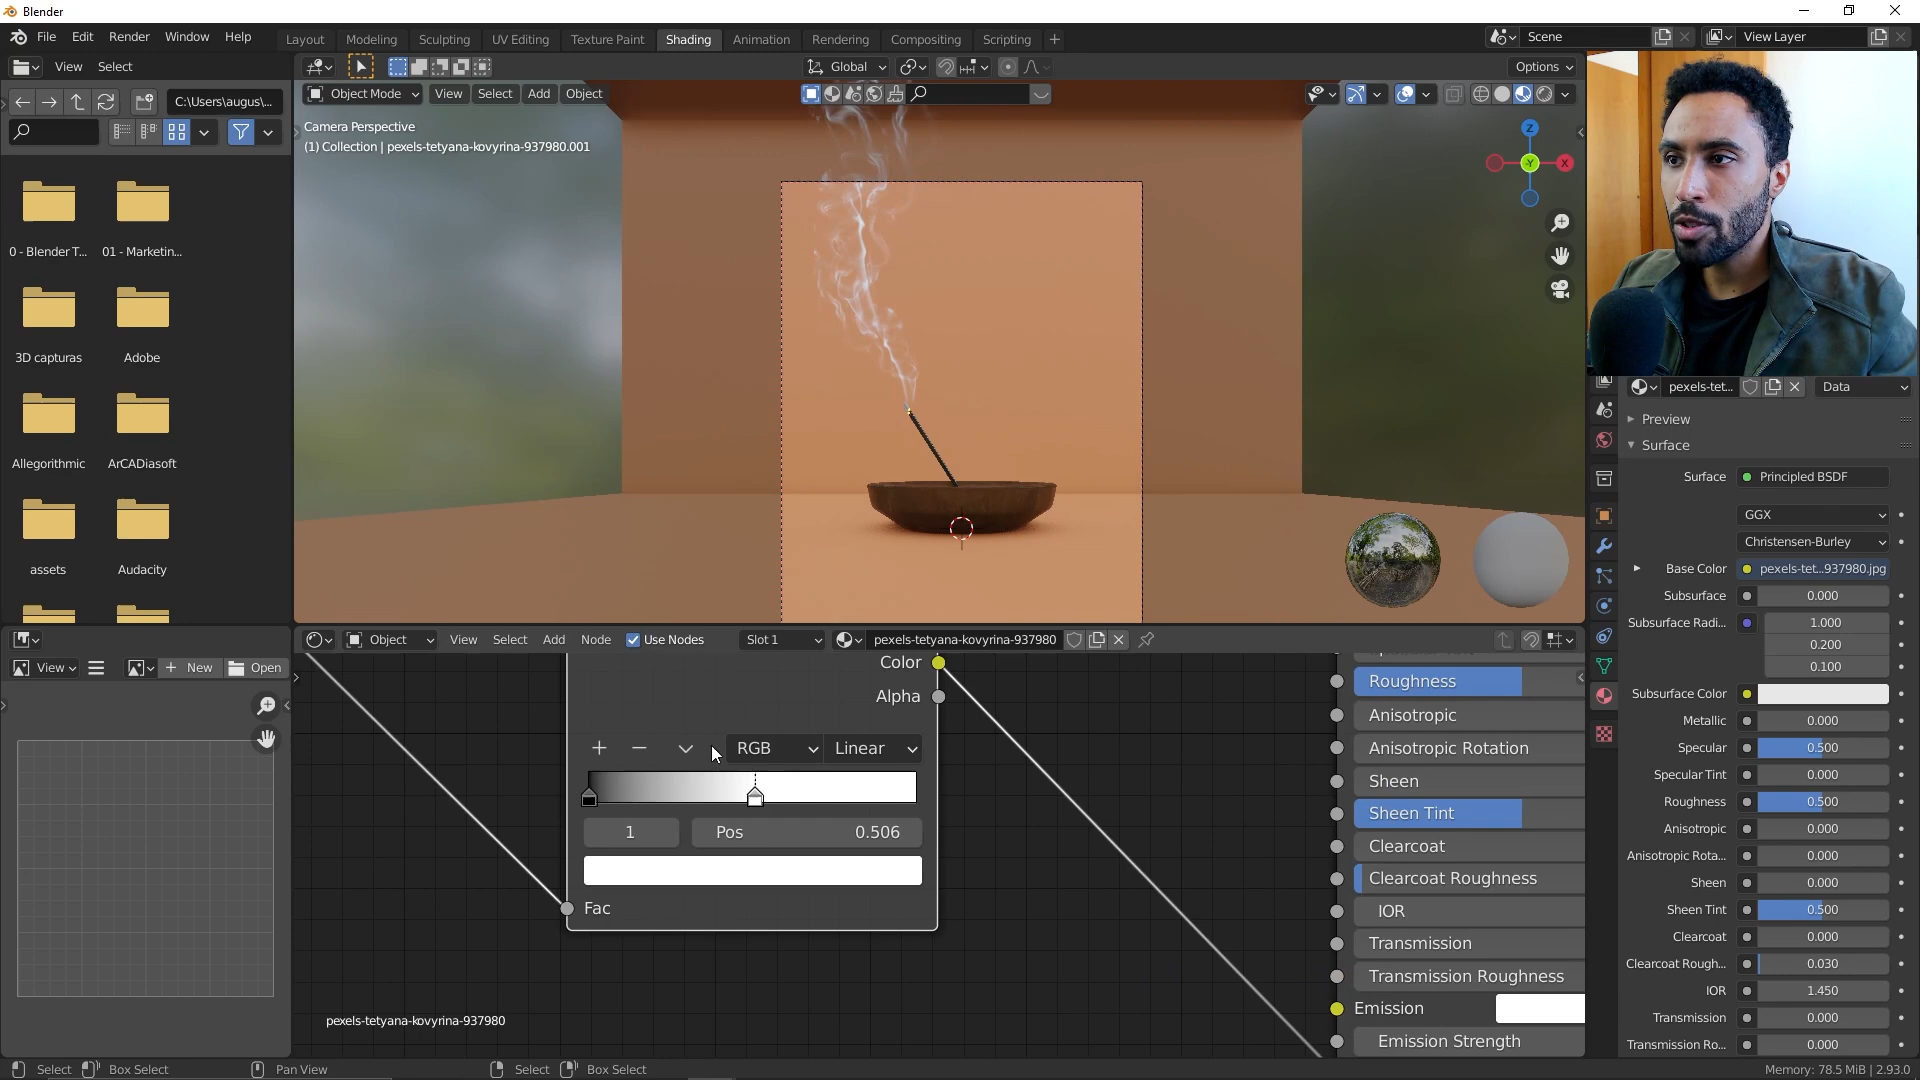 Blender
File Edit Render Window Help
Layout Modeling Sculpting UV Editing Texture Paint Shading Animation Rendering Compositing Scripting +
Scene
View Layer
View Select
Global
Options
C:\Users\augus\...
Object Mode View Select Add Object
Camera Perspective
(1) Collection | pexels-tetyana-kovyrina-937980.001
Z
Y
X
0 - Blender T...
01 - Marketin...
3D capturas
Adobe
Allegorithmic
ArCADiasoft
assets
Audacity
pexels-tet...
Data
Preview
Surface
Surface Principled BSDF
GGX
Christensen-Burley
Base Color pexels-tet...937980.jpg
Subsurface 0.000
Subsurface Radi... 1.000
0.200
0.100
Subsurface Color
Metallic 0.000
Specular 0.500
Specular Tint 0.000
Roughness 0.500
Anisotropic 0.000
Anisotropic Rota... 0.000
Sheen 0.000
Sheen Tint 0.500
Clearcoat 0.000
Clearcoat Rough... 0.030
IOR 1.450
Transmission 0.000
Transmission Ro... 0.000
Object View Select Add Node Use Nodes Slot 1 pexels-tetyana-kovyrina-937980
View
New
Open
Color
Alpha
RGB
Linear
1
Pos 0.506
Fac
Roughness
Anisotropic
Anisotropic Rotation
Sheen
Sheen Tint
Clearcoat
Clearcoat Roughness
IOR
Transmission
Transmission Roughness
Emission
Emission Strength
pexels-tetyana-kovyrina-937980
Select Box Select Pan View Select Box Select Memory: 78.5 MiB | 2.93.0